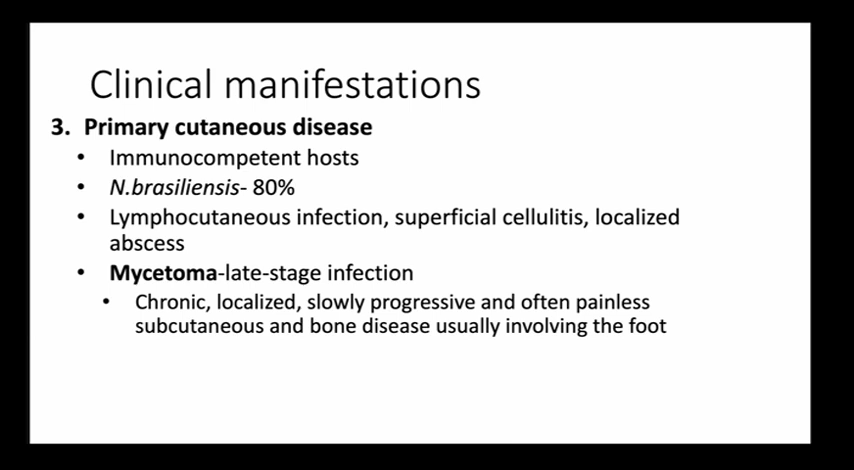 Clinical manifestations
3. Primary cutaneous disease
• Immunocompetent hosts
• N.brasiliensis- 80%
• Lymphocutaneous infection, superficial cellulitis, localized
abscess
• Mycetoma-late-stage infection
• Chronic, localized, slowly progressive and often painless
subcutaneous and bone disease usually involving the foot